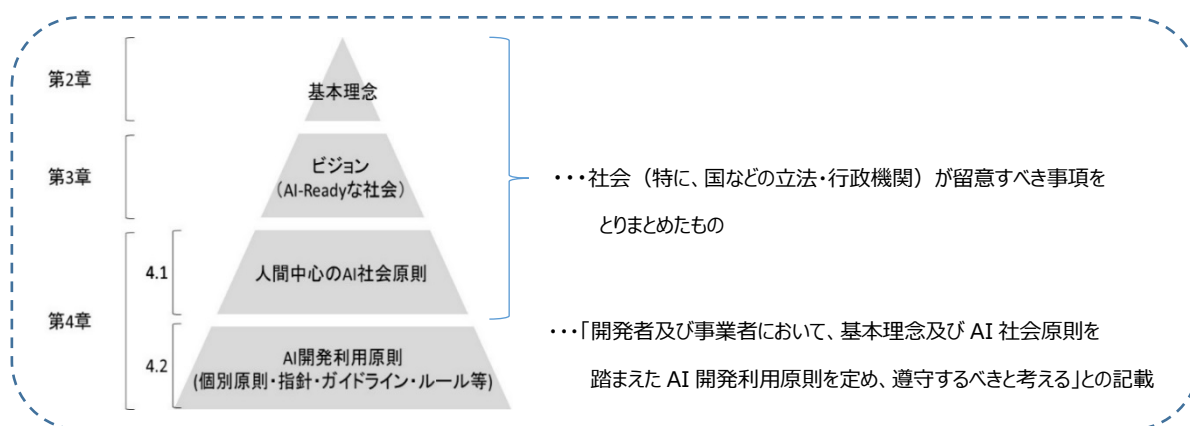 第2章
基本理念
第3章
ビジョン
（AI-Readyな社会）
・・・社会（特に、国などの立法・行政機関）が留意すべき事項を
とりまとめたもの
第4章
4.1
人間中心のAI社会原則
4.2
AI開発利用原則
(個別原則・指針・ガイドライン・ルール等)
・・・「開発者及び事業者において、基本理念及び AI 社会原則を
踏まえた AI 開発利用原則を定め、遵守するべきと考える」との記載